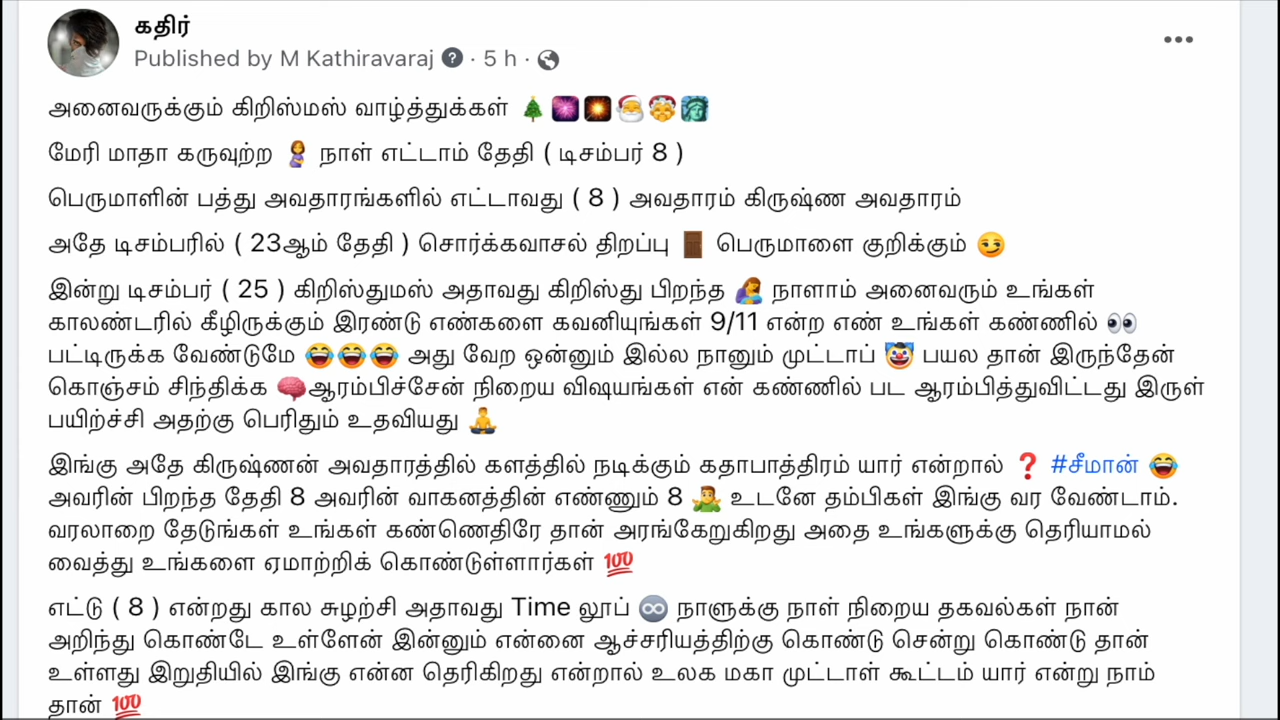 கதிர்
Published by M Kathiravaraj · 5 h ·
அனைவருக்கும் கிறிஸ்மஸ் வாழ்த்துக்கள் 🎄🎆🎇🎅🤶🗽
மேரி மாதா கருவுற்ற 🤰 நாள் எட்டாம் தேதி ( டிசம்பர் 8 )
பெருமாளின் பத்து அவதாரங்களில் எட்டாவது ( 8 ) அவதாரம் கிருஷ்ண அவதாரம்
அதே டிசம்பரில் ( 23ஆம் தேதி ) சொர்க்கவாசல் திறப்பு 🚪 பெருமாளை குறிக்கும் 😏
இன்று டிசம்பர் ( 25 ) கிறிஸ்துமஸ் அதாவது கிறிஸ்து பிறந்த 🤱 நாளாம் அனைவரும் உங்கள்
காலண்டரில் கீழிருக்கும் இரண்டு எண்களை கவனியுங்கள் 9/11 என்ற எண் உங்கள் கண்ணில் 👀
பட்டிருக்க வேண்டுமே 😂😂😂 அது வேற ஒன்னும் இல்ல நானும் முட்டாப் 🤡 பயல தான் இருந்தேன்
கொஞ்சம் சிந்திக்க 🧠ஆரம்பிச்சேன் நிறைய விஷயங்கள் என் கண்ணில் பட ஆரம்பித்துவிட்டது இருள்
பயிற்ச்சி அதற்கு பெரிதும் உதவியது 🧘
இங்கு அதே கிருஷ்ணன் அவதாரத்தில் களத்தில் நடிக்கும் கதாபாத்திரம் யார் என்றால் ❓ #சீமான் 😂
அவரின் பிறந்த தேதி 8 அவரின் வாகனத்தின் எண்ணும் 8 🤷‍♂️ உடனே தம்பிகள் இங்கு வர வேண்டாம்.
வரலாறை தேடுங்கள் உங்கள் கண்ணெதிரே தான் அரங்கேறுகிறது அதை உங்களுக்கு தெரியாமல்
வைத்து உங்களை ஏமாற்றிக் கொண்டுள்ளார்கள் 💯
எட்டு ( 8 ) என்றது கால சுழற்சி அதாவது Time லூப் ♾️ நாளுக்கு நாள் நிறைய தகவல்கள் நான்
அறிந்து கொண்டே உள்ளேன் இன்னும் என்னை ஆச்சரியத்திற்கு கொண்டு சென்று கொண்டு தான்
உள்ளது இறுதியில் இங்கு என்ன தெரிகிறது என்றால் உலக மகா முட்டாள் கூட்டம் யார் என்று நாம்
தான் 💯